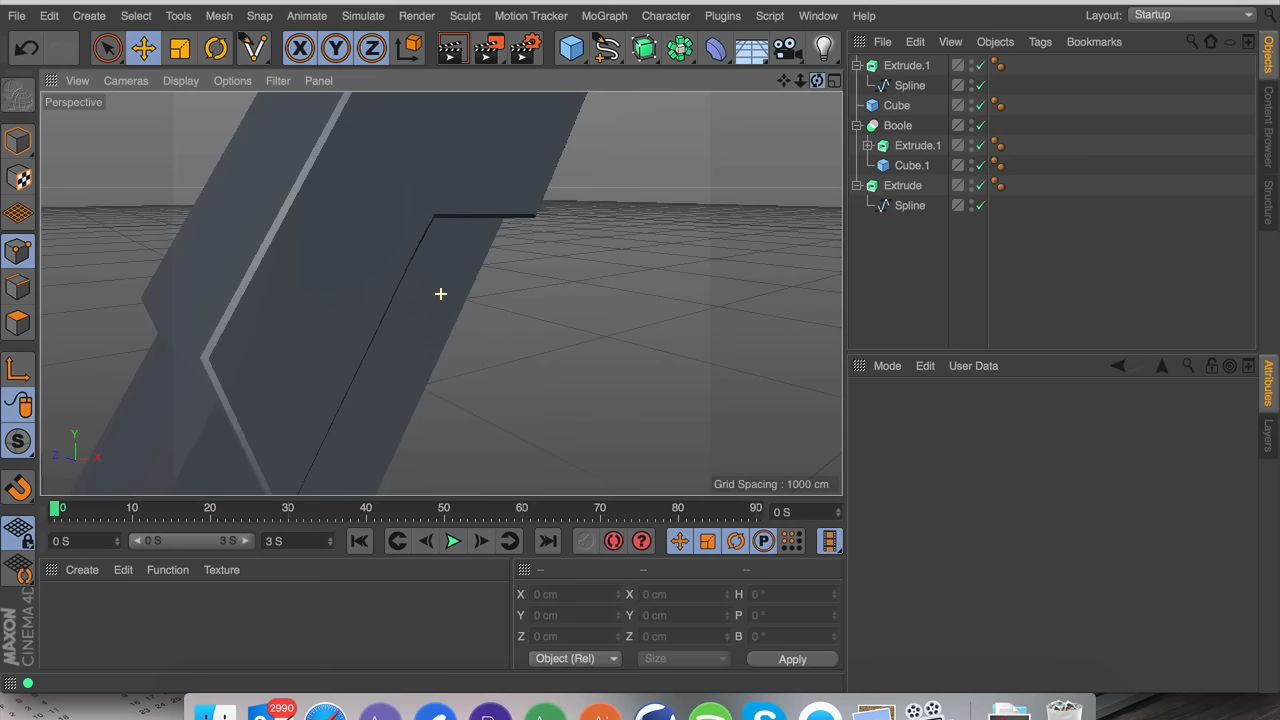 File Edit Create Select Tools Mesh Snap Animate Simulate Render Sculpt Motion Tracker MoGraph Character Plugins Script Window Help Layout: Startup
X Y Z
File Edit View Objects Tags Bookmarks
View Cameras Display Options Filter Panel
Perspective
Extrude.1
Spline
Cube
Boole
Extrude.1
Cube.1
Extrude
Spline
Objects
Content Browser
Structure
Mode Edit User Data
Attributes
Layers
S
Y
Z X
Grid Spacing : 1000 cm
0 10 20 30 40 50 60 70 80 90 0 S
0 S 0 S 3 S 3 S ? P
Create Edit Function Texture -- -- --
X 0 cm X 0 cm H 0 °
Y 0 cm Y 0 cm P 0 °
Z 0 cm Z 0 cm B 0 °
Object (Rel) Size Apply
MAXON
CINEMA 4D
2990